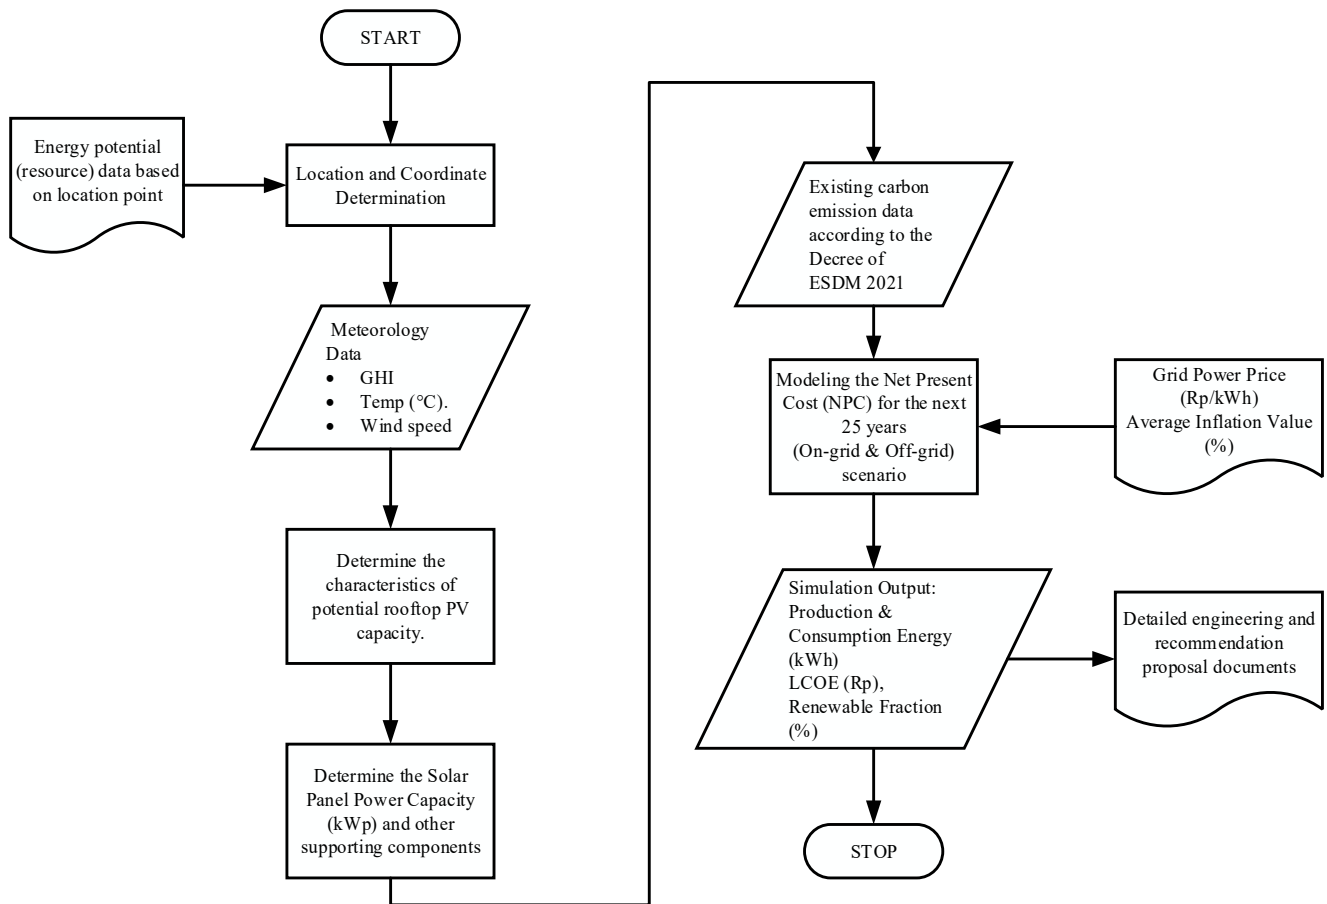 START
Energy potential
(resource) data based
on location point
Location and Coordinate
Determination
Meteorology
Data
• GHI
• Temp (°C).
• Wind speed
Determine the
characteristics of
potential rooftop PV
capacity.
Determine the Solar
Panel Power Capacity
(kWp) and other
supporting components
Existing carbon
emission data
according to the
Decree of
ESDM 2021
Modeling the Net Present
Cost (NPC) for the next
25 years
(On-grid & Off-grid)
scenario
Grid Power Price
(Rp/kWh)
Average Inflation Value
(%)
Simulation Output:
Production &
Consumption Energy
(kWh)
LCOE (Rp),
Renewable Fraction
(%)
Detailed engineering and
recommendation
proposal documents
STOP